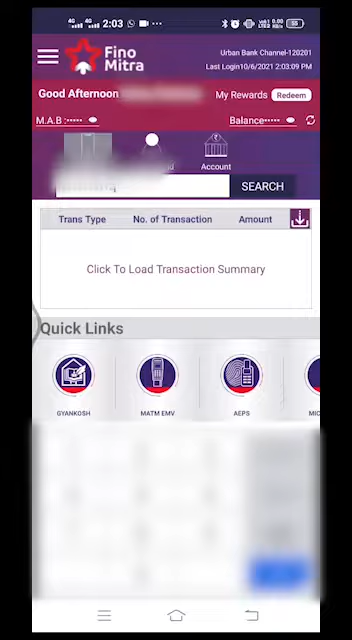 4G 4G 2:03 55
Fino
Mitra
Urban Bank Channel-120201
Last Login10/6/2021 2:03:09 PM
Good Afternoon
My Rewards Redeem
M.A.B :•••••
Balance•••••
Account
SEARCH
Trans Type No. of Transaction Amount
Click To Load Transaction Summary
Quick Links
GYANKOSH MATM EMV AEPS MIC